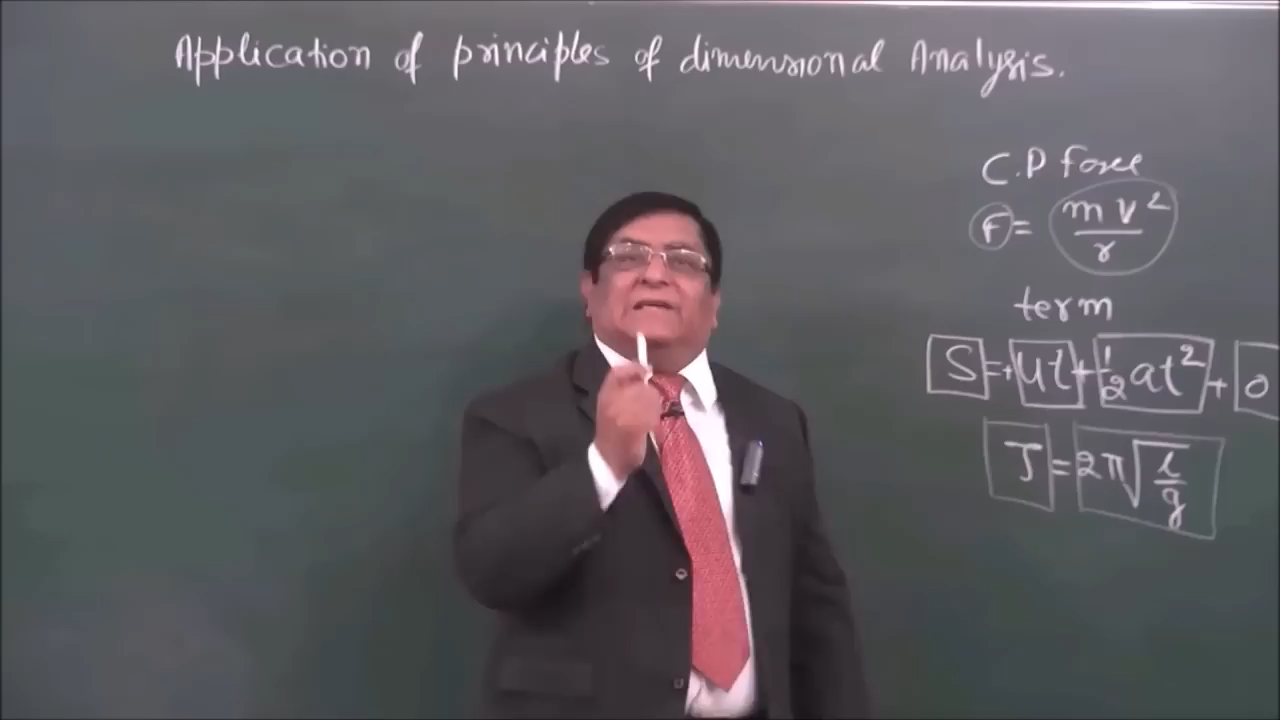 Application of principles of dimensional Analysis.
C.P force
F = mv²/r
term
S = + ut + ½at² + 0
T = 2π√(l/g)